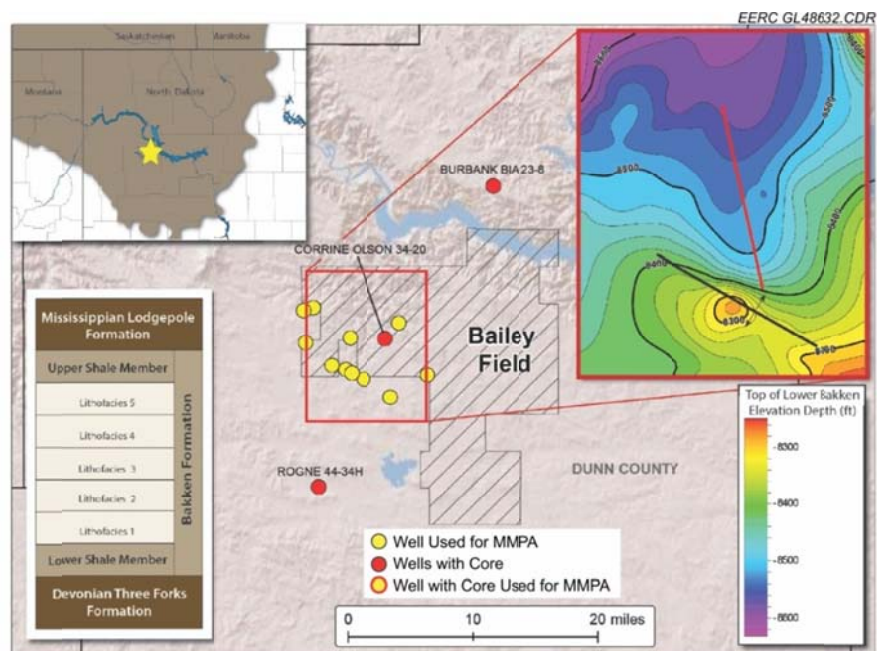 EERC GL48632.CDR
Saskatchewan
Manitoba
Montana
North Dakota
BURBANK BIA23-8
CORRINE OLSON 34-20
Bailey
Field
ROGNE 44-34H
DUNN COUNTY
Mississippian Lodgepole
Formation
Upper Shale Member
Lithofacies 5
Lithofacies 4
Lithofacies 3
Lithofacies 2
Lithofacies 1
Lower Shale Member
Devonian Three Forks
Formation
Bakken Formation
Well Used for MMPA
Wells with Core
Well with Core Used for MMPA
0
10
20 miles
-8500
-8400
-8300
Top of Lower Bakken
Elevation Depth (ft)
-8300
-8400
-8500
-8600